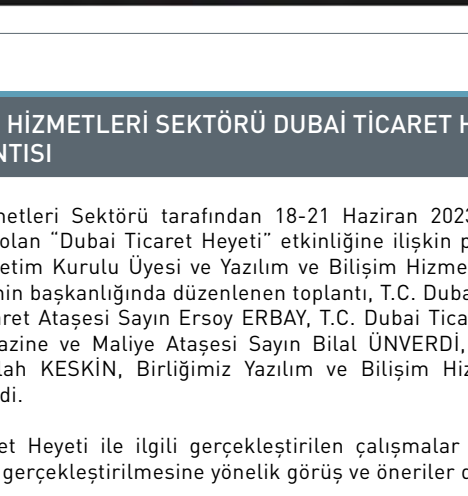 HİZMETLERİ SEKTÖRÜ DUBAİ TİCARET H
NTISI
metleri Sektörü tarafından 18-21 Haziran 2023
olan “Dubai Ticaret Heyeti” etkinliğine ilişkin p
etim Kurulu Üyesi ve Yazılım ve Bilişim Hizme
nin başkanlığında düzenlenen toplantı, T.C. Duba
aret Ataşesi Sayın Ersoy ERBAY, T.C. Dubai Tica
azine ve Maliye Ataşesi Sayın Bilal ÜNVERDİ,
lah KESKİN, Birliğimiz Yazılım ve Bilişim Hiz
di.
et Heyeti ile ilgili gerçekleştirilen çalışmalar
gerçekleştirilmesine yönelik görüş ve öneriler d